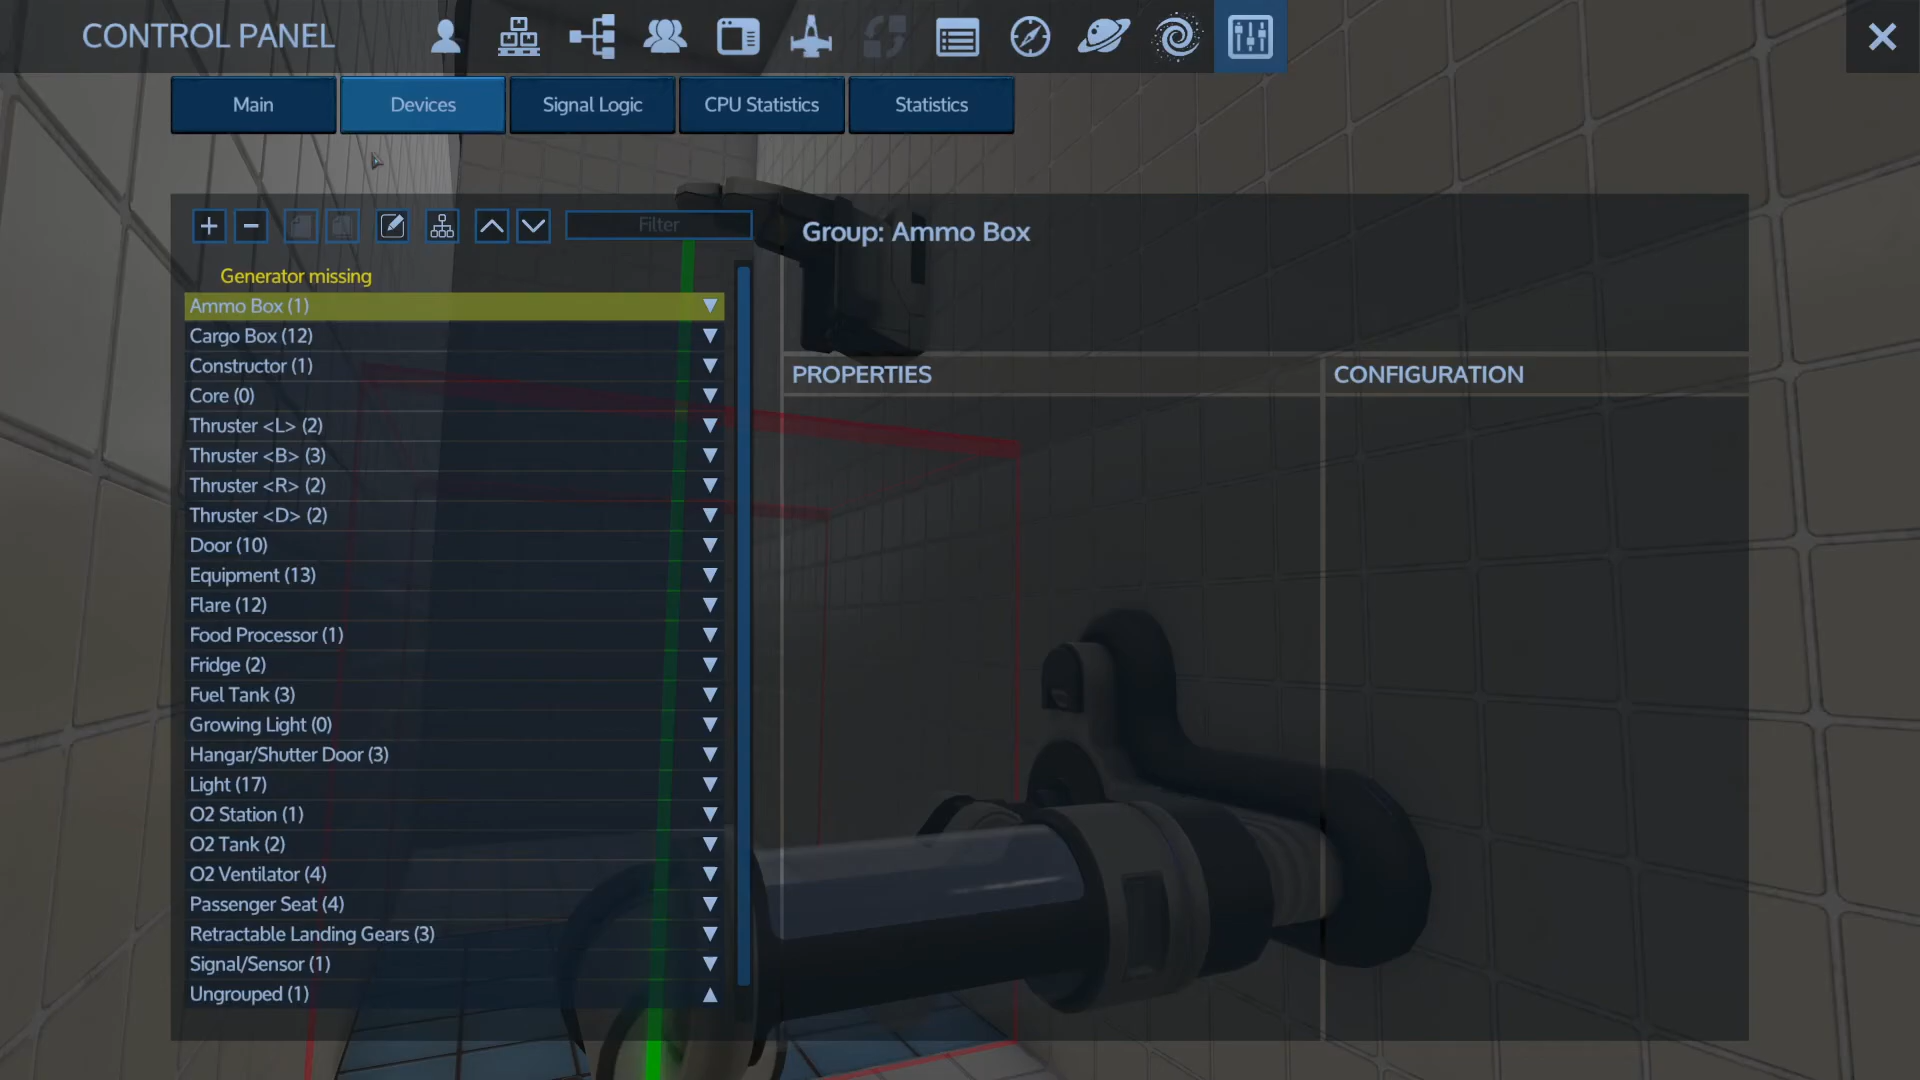 CONTROL PANEL
Main
Devices
Signal Logic
CPU Statistics
Statistics
Filter
Generator missing
Ammo Box (1)
Cargo Box (12)
Constructor (1)
Core (0)
Thruster <L> (2)
Thruster <B> (3)
Thruster <R> (2)
Thruster <D> (2)
Door (10)
Equipment (13)
Flare (12)
Food Processor (1)
Fridge (2)
Fuel Tank (3)
Growing Light (0)
Hangar/Shutter Door (3)
Light (17)
O2 Station (1)
O2 Tank (2)
O2 Ventilator (4)
Passenger Seat (4)
Retractable Landing Gears (3)
Signal/Sensor (1)
Ungrouped (1)
Group: Ammo Box
PROPERTIES
CONFIGURATION